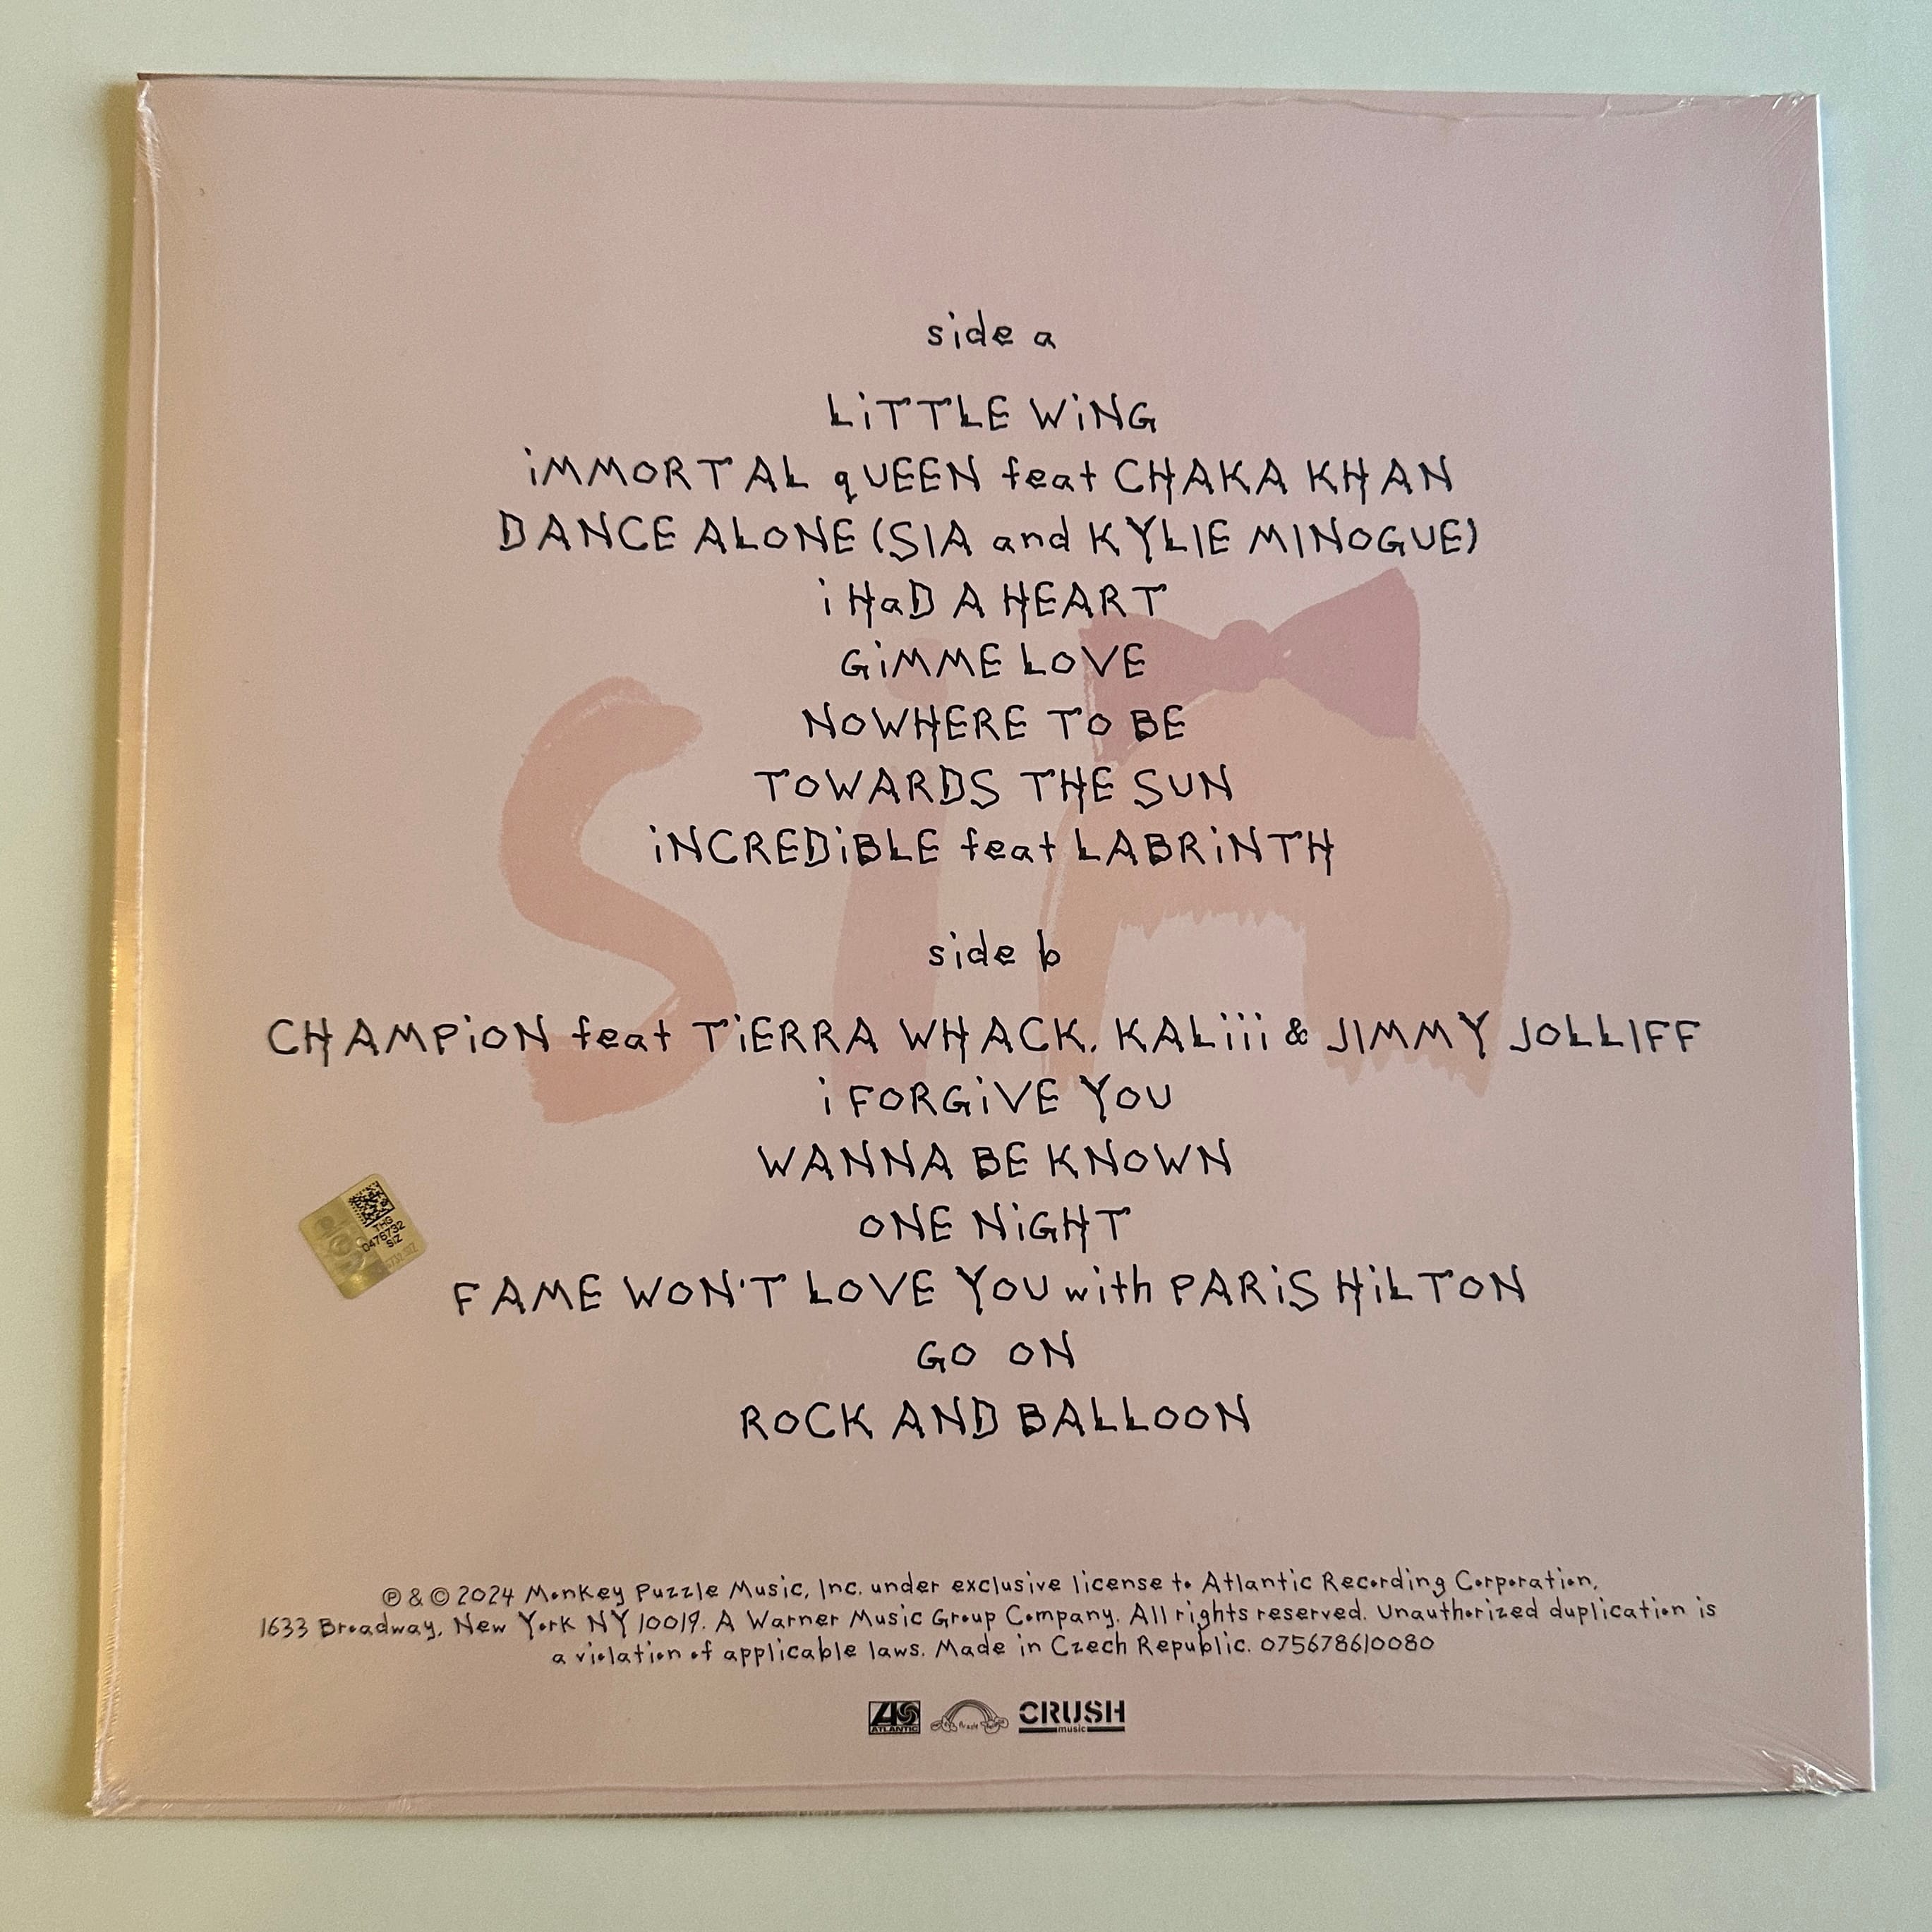 side a
LiTTLE WiNG
iMMORTAL qUEEN feat CHAKA KHAN
DANCE ALONE (SIA and KYLIE MINOGUE)
i HaD A HEART
GiMME LOVE
NOWHERE TO BE
TOWARDS THE SUN
iNCREDiBLE feat LABRiNTH
SiA
side b
CHAMPiON feat TiERRA WHACK, KALiii & JIMMY JOLLIFF
i FORGiVE YOU
WANNA BE KNOWN
ONE NiGHT
FAME WON'T LOVE YOU with PARiS HiLTON
GO ON
ROCK AND BALLOON
THG
0475732
SIZ
℗ & © 2024 Monkey Puzzle Music, Inc. under exclusive license to Atlantic Recording Corporation,
1633 Broadway, New York NY 10019. A Warner Music Group Company. All rights reserved. Unauthorized duplication is
a violation of applicable laws. Made in Czech Republic. 075678610080
ATLANTIC
CRUSH
music